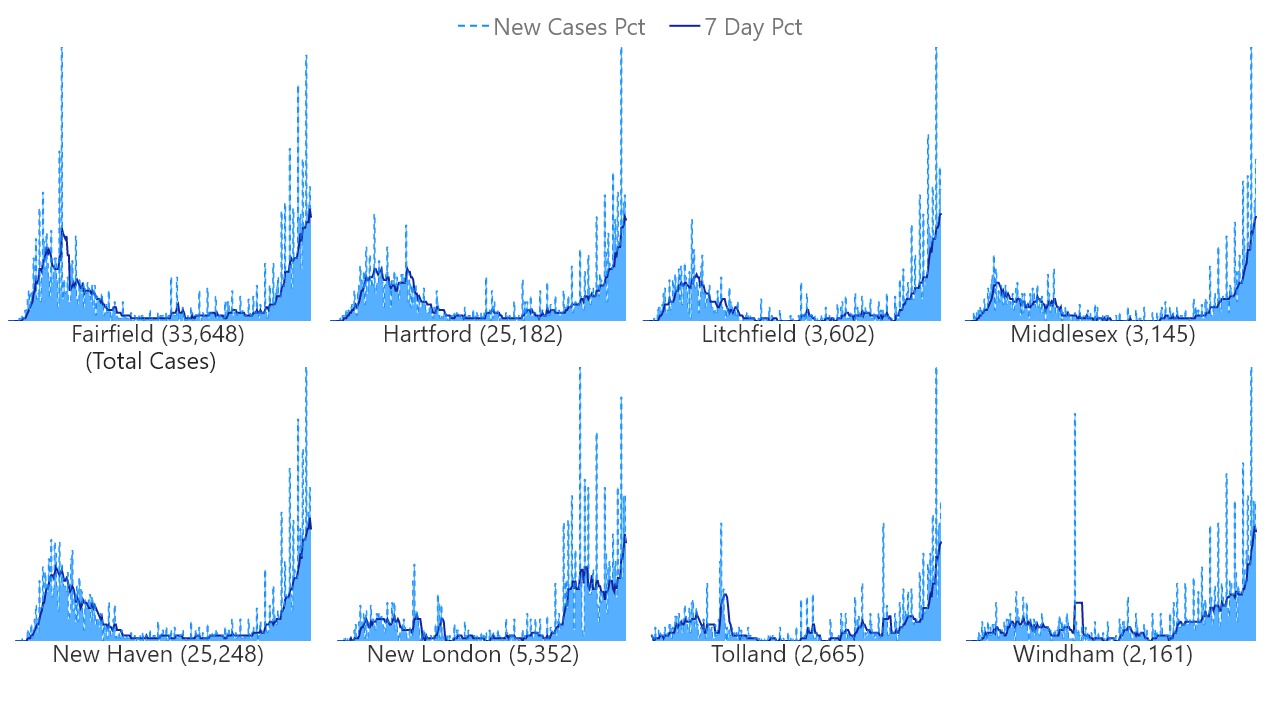 New Cases Pct 7 Day Pct
Fairfield (33,648)
(Total Cases)
Hartford (25,182)
Litchfield (3,602)
Middlesex (3,145)
New Haven (25,248)
New London (5,352)
Tolland (2,665)
Windham (2,161)